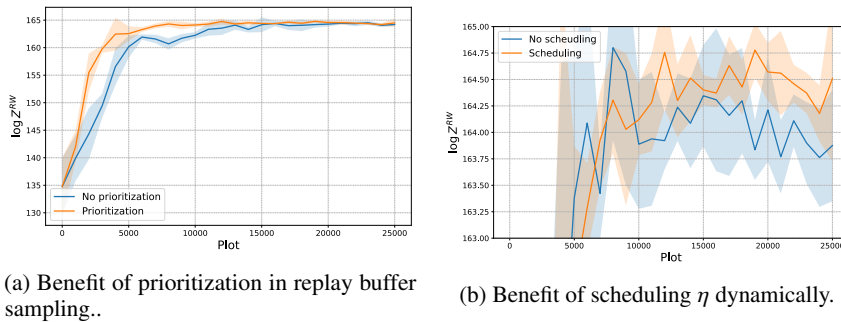 165
160
155
150
145
140
135
130
log Z^RW
No prioritization
Prioritization
0 5000 10000 15000 20000 25000
Plot
(a) Benefit of prioritization in replay buffer
sampling..
165.00
164.75
164.50
164.25
164.00
163.75
163.50
163.25
163.00
log Z^RW
No scheudling
Scheduling
0 5000 10000 15000 20000 25000
Plot
(b) Benefit of scheduling η dynamically.